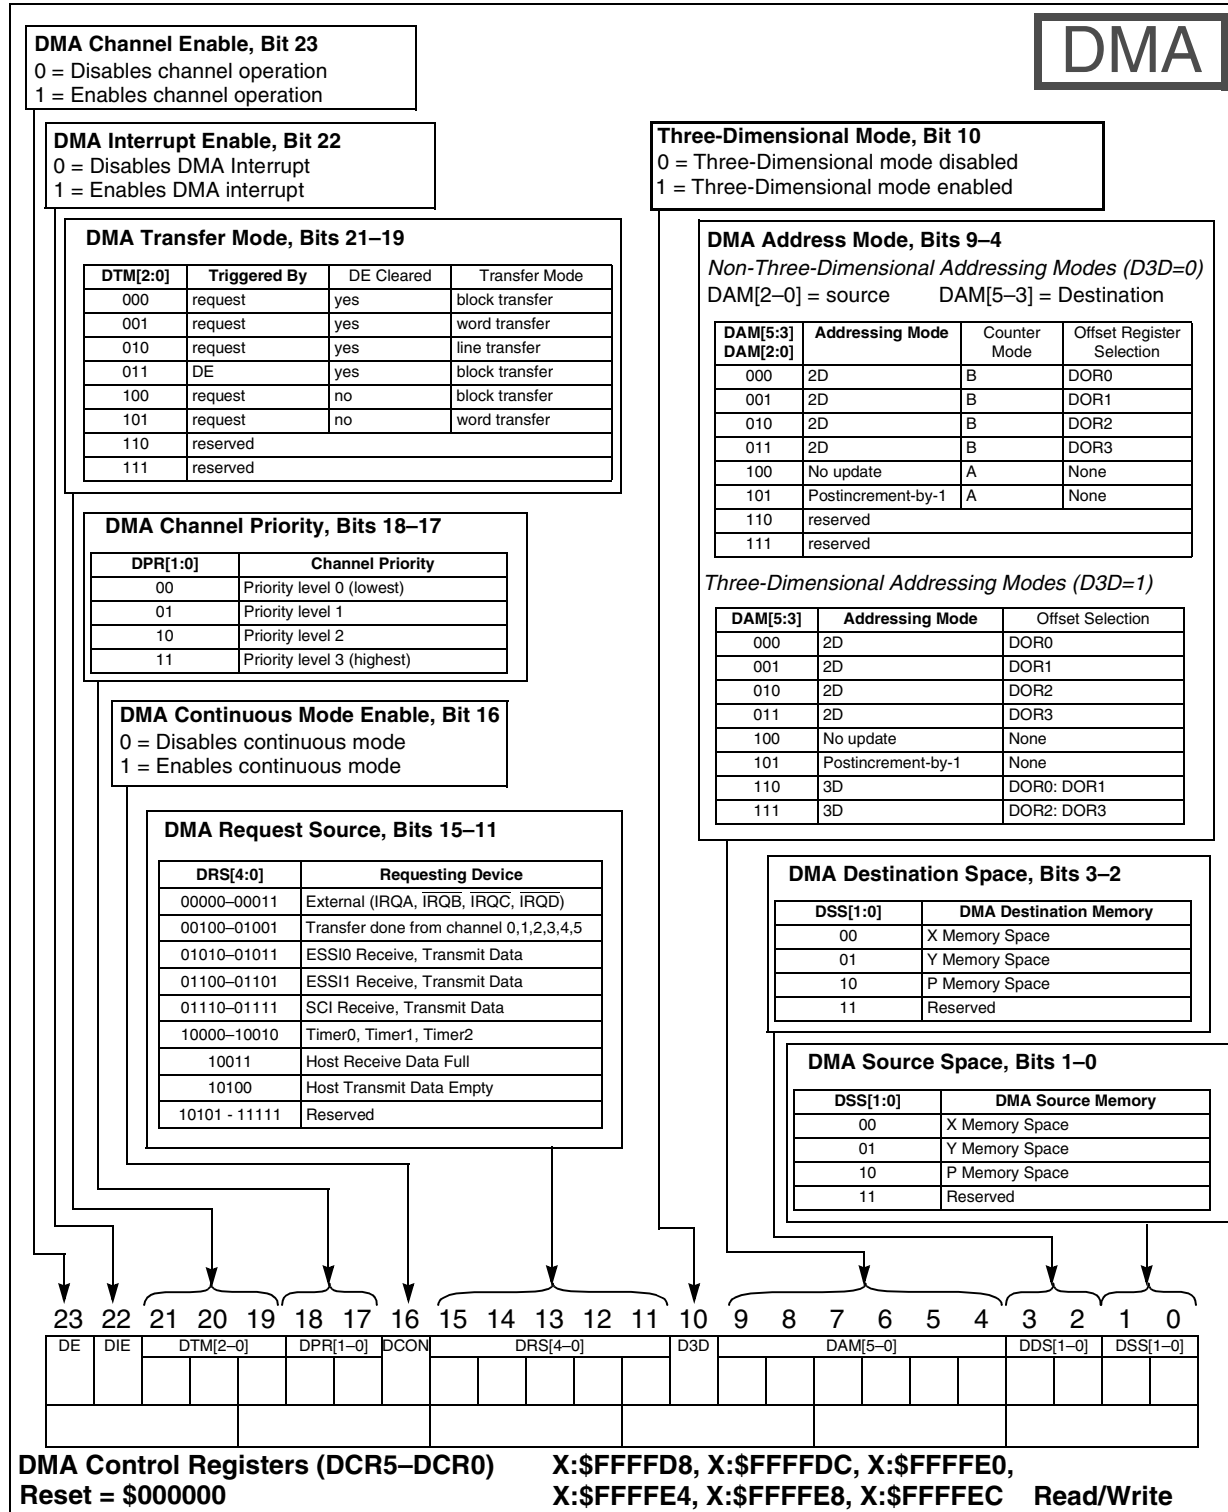 DMA
DMA Channel Enable, Bit 23
0 = Disables channel operation
1 = Enables channel operation
DMA Interrupt Enable, Bit 22
0 = Disables DMA Interrupt
1 = Enables DMA interrupt
DMA Transfer Mode, Bits 21–19
DTM[2:0] Triggered By DE Cleared Transfer Mode
000 request yes block transfer
001 request yes word transfer
010 request yes line transfer
011 DE yes block transfer
100 request no block transfer
101 request no word transfer
110 reserved
111 reserved
DMA Channel Priority, Bits 18–17
DPR[1:0] Channel Priority
00 Priority level 0 (lowest)
01 Priority level 1
10 Priority level 2
11 Priority level 3 (highest)
DMA Continuous Mode Enable, Bit 16
0 = Disables continuous mode
1 = Enables continuous mode
DMA Request Source, Bits 15–11
DRS[4:0] Requesting Device
00000–00011 External (IRQA, IRQB, IRQC, IRQD)
00100–01001 Transfer done from channel 0,1,2,3,4,5
01010–01011 ESSI0 Receive, Transmit Data
01100–01101 ESSI1 Receive, Transmit Data
01110–01111 SCI Receive, Transmit Data
10000–10010 Timer0, Timer1, Timer2
10011 Host Receive Data Full
10100 Host Transmit Data Empty
10101 - 11111 Reserved
Three-Dimensional Mode, Bit 10
0 = Three-Dimensional mode disabled
1 = Three-Dimensional mode enabled
DMA Address Mode, Bits 9–4
Non-Three-Dimensional Addressing Modes (D3D=0)
DAM[2–0] = source DAM[5–3] = Destination
DAM[5:3] Addressing Mode Counter Offset Register
DAM[2:0] Mode Selection
000 2D B DOR0
001 2D B DOR1
010 2D B DOR2
011 2D B DOR3
100 No update A None
101 Postincrement-by-1 A None
110 reserved
111 reserved
Three-Dimensional Addressing Modes (D3D=1)
DAM[5:3] Addressing Mode Offset Selection
000 2D DOR0
001 2D DOR1
010 2D DOR2
011 2D DOR3
100 No update None
101 Postincrement-by-1 None
110 3D DOR0: DOR1
111 3D DOR2: DOR3
DMA Destination Space, Bits 3–2
DSS[1:0] DMA Destination Memory
00 X Memory Space
01 Y Memory Space
10 P Memory Space
11 Reserved
DMA Source Space, Bits 1–0
DSS[1:0] DMA Source Memory
00 X Memory Space
01 Y Memory Space
10 P Memory Space
11 Reserved
23 22 21 20 19 18 17 16 15 14 13 12 11 10 9 8 7 6 5 4 3 2 1 0
DE DIE DTM[2–0] DPR[1–0] DCON DRS[4–0] D3D DAM[5–0] DDS[1–0] DSS[1–0]
DMA Control Registers (DCR5–DCR0) X:$FFFFD8, X:$FFFFDC, X:$FFFFE0,
Reset = $000000 X:$FFFFE4, X:$FFFFE8, X:$FFFFEC Read/Write